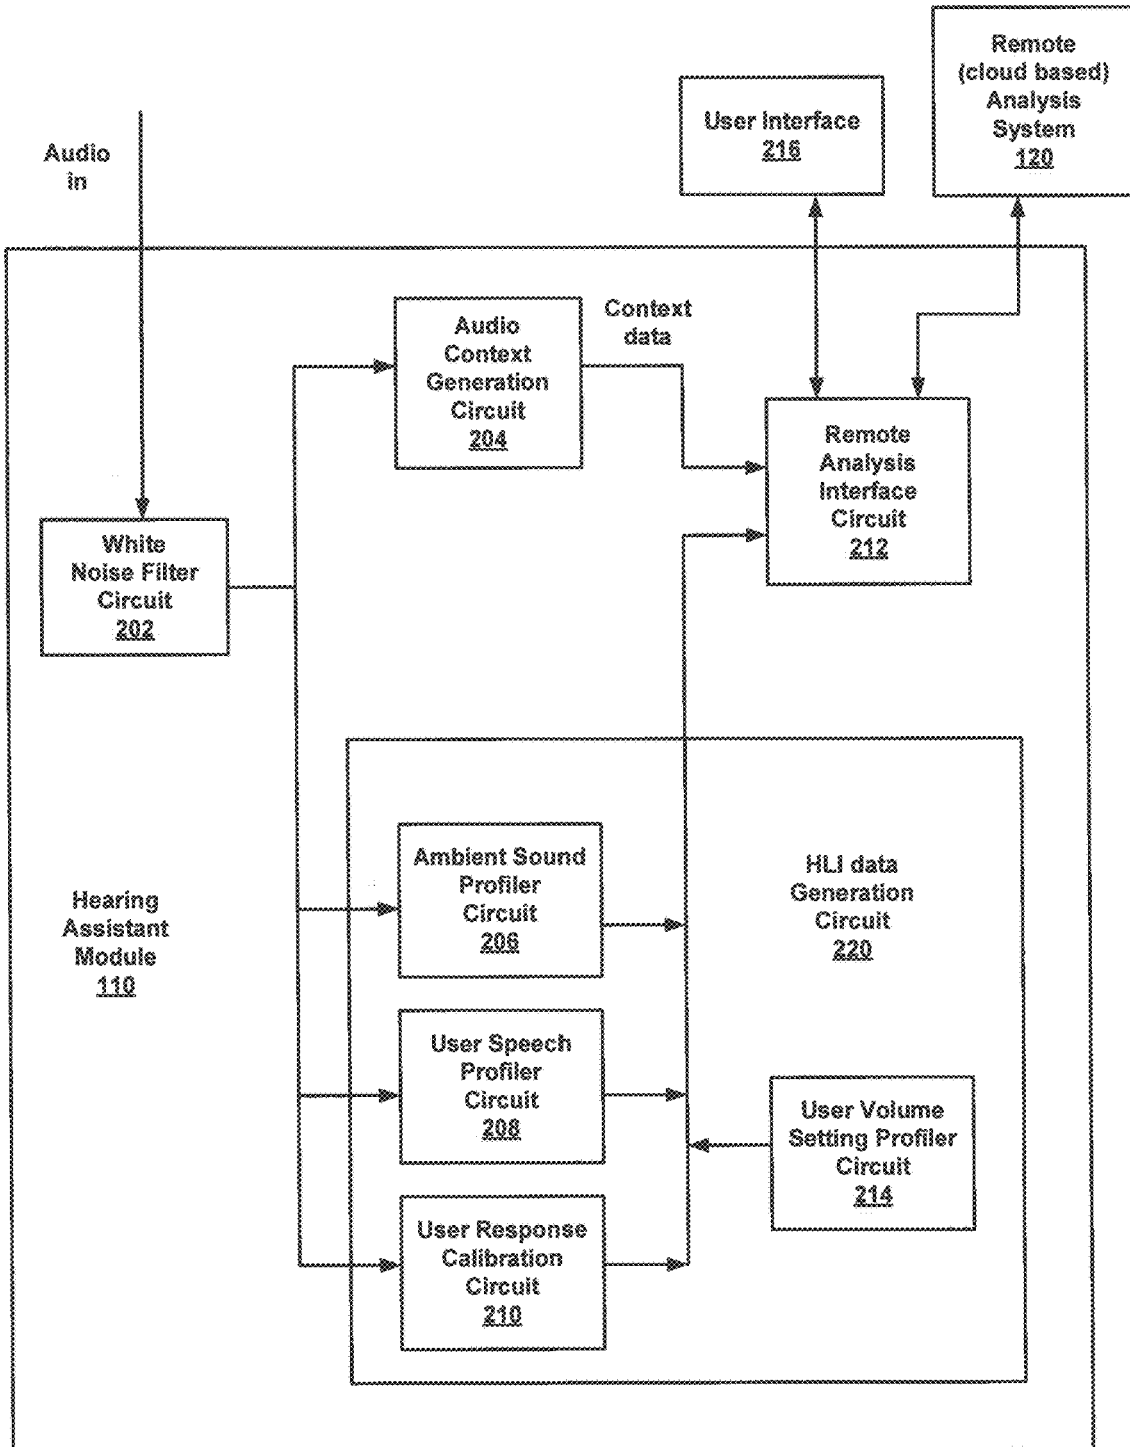 Remote
(cloud based)
Analysis
System
120
User Interface
216
Audio
in
Audio
Context
Generation
Circuit
204
Context
data
Remote
Analysis
Interface
Circuit
212
White
Noise Filter
Circuit
202
Ambient Sound
Profiler
Circuit
206
HLI data
Generation
Circuit
220
Hearing
Assistant
Module
110
User Speech
Profiler
Circuit
208
User Volume
Setting Profiler
Circuit
214
User Response
Calibration
Circuit
210